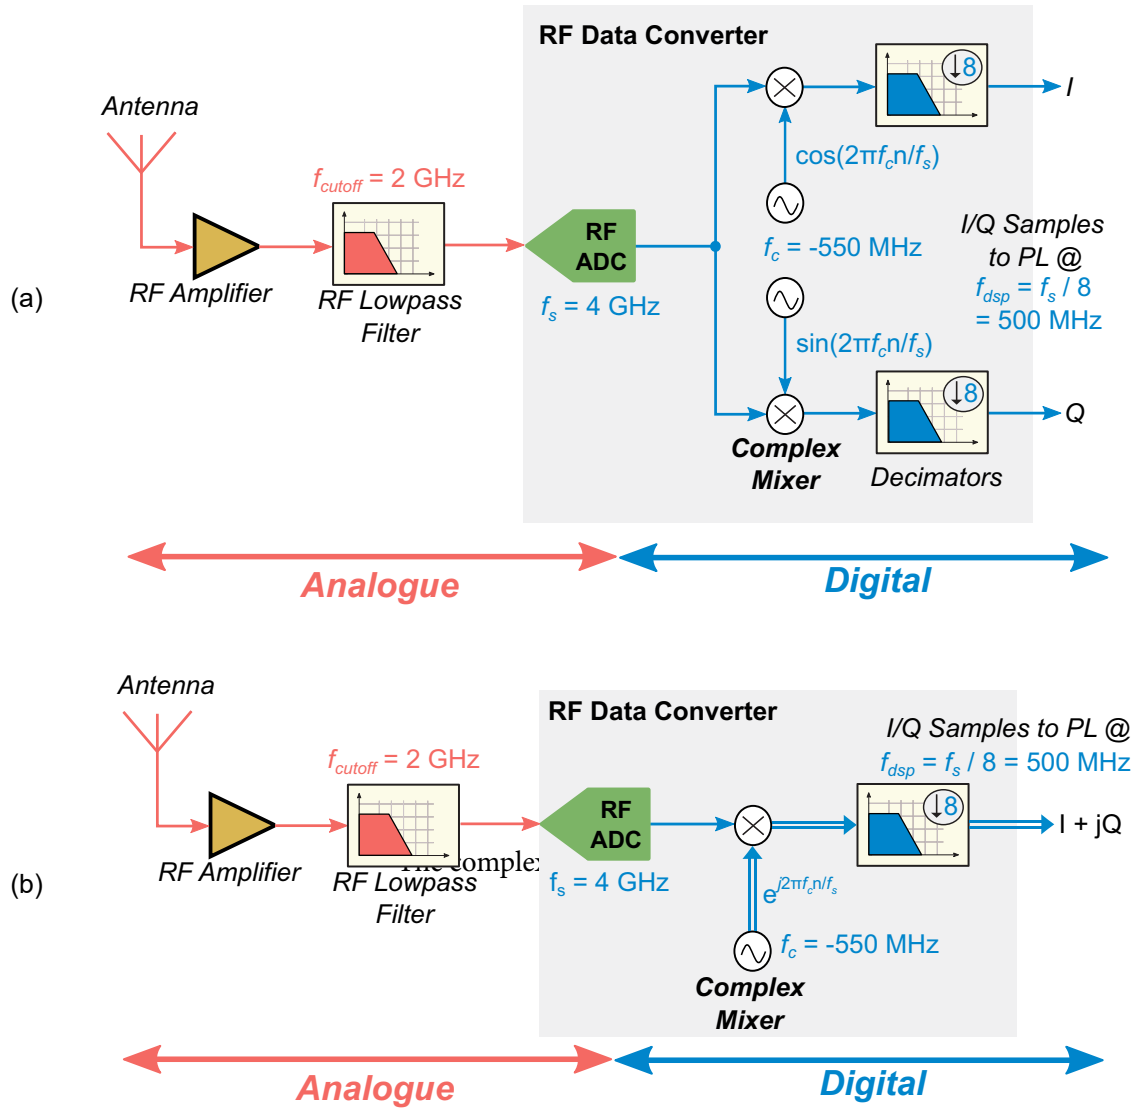 RF Data Converter
Antenna
↓8
I
cos(2πf_cn/f_s)
f_cutoff = 2 GHz
RF
ADC
f_c = -550 MHz
I/Q Samples
to PL @
f_dsp = f_s / 8
= 500 MHz
(a)
RF Amplifier
RF Lowpass
Filter
f_s = 4 GHz
sin(2πf_cn/f_s)
↓8
Q
Complex
Mixer
Decimators
Analogue
Digital
Antenna
RF Data Converter
I/Q Samples to PL @
f_dsp = f_s / 8 = 500 MHz
f_cutoff = 2 GHz
↓8
RF
ADC
I + jQ
(b)
RF Amplifier
RF Lowpass
Filter
The complex
f_s = 4 GHz
e^j2πf_cn/f_s
f_c = -550 MHz
Complex
Mixer
Analogue
Digital